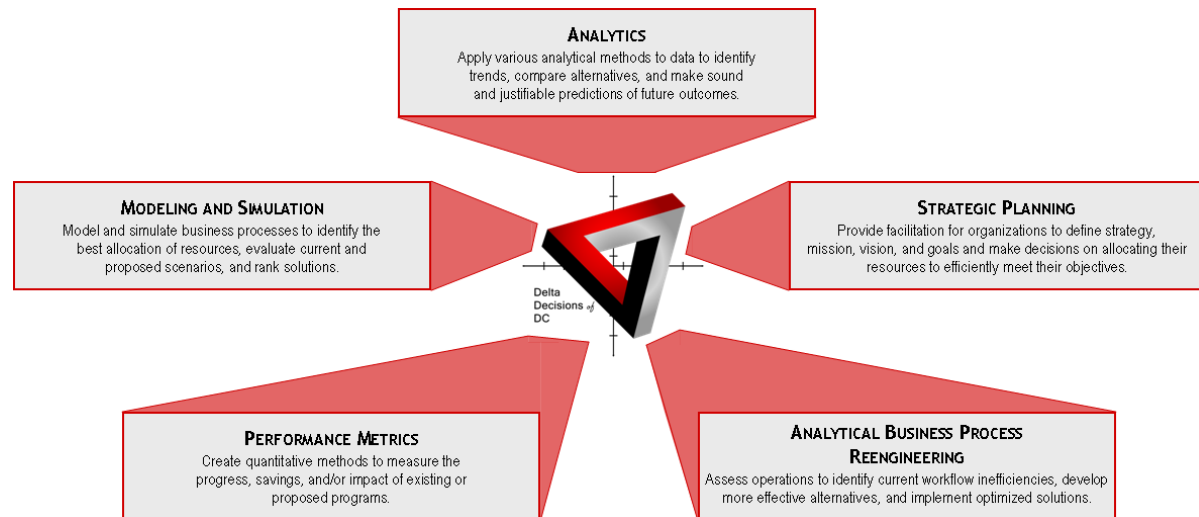 ANALYTICS
Apply various analytical methods to data to identify
trends, compare alternatives, and make sound
and justifiable predictions of future outcomes.
MODELING AND SIMULATION
Model and simulate business processes to identify the
best allocation of resources, evaluate current and
proposed scenarios, and rank solutions.
STRATEGIC PLANNING
Provide facilitation for organizations to define strategy,
mission, vision, and goals and make decisions on allocating their
resources to efficiently meet their objectives.
Delta
Decisions of
DC
PERFORMANCE METRICS
Create quantitative methods to measure the
progress, savings, and/or impact of existing or
proposed programs.
ANALYTICAL BUSINESS PROCESS
REENGINEERING
Assess operations to identify current workflow inefficiencies, develop
more effective alternatives, and implement optimized solutions.